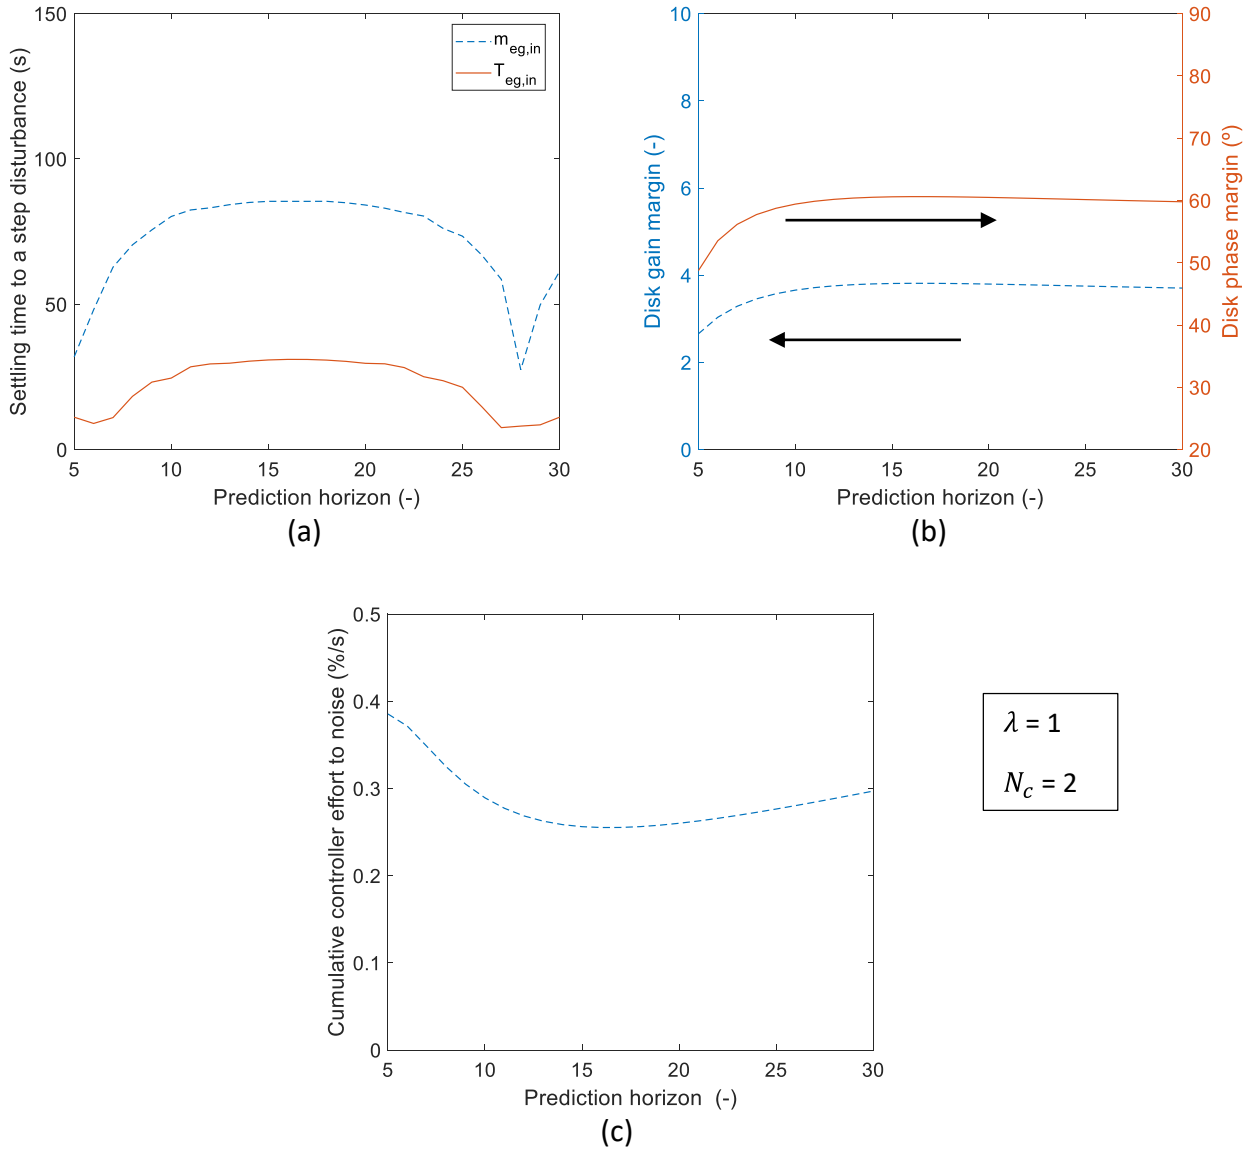 Settling time to a step disturbance (s)
150
100
50
0
m_eg,in
T_eg,in
5 10 15 20 25 30
Prediction horizon (-)
(a)
Disk gain margin (-)
10
8
6
4
2
0
90
80
70
60
50
40
30
20
Disk phase margin (º)
5 10 15 20 25 30
Prediction horizon (-)
(b)
Cumulative controller effort to noise (%/s)
0.5
0.4
0.3
0.2
0.1
0
5 10 15 20 25 30
Prediction horizon (-)
(c)
λ = 1
N_c = 2